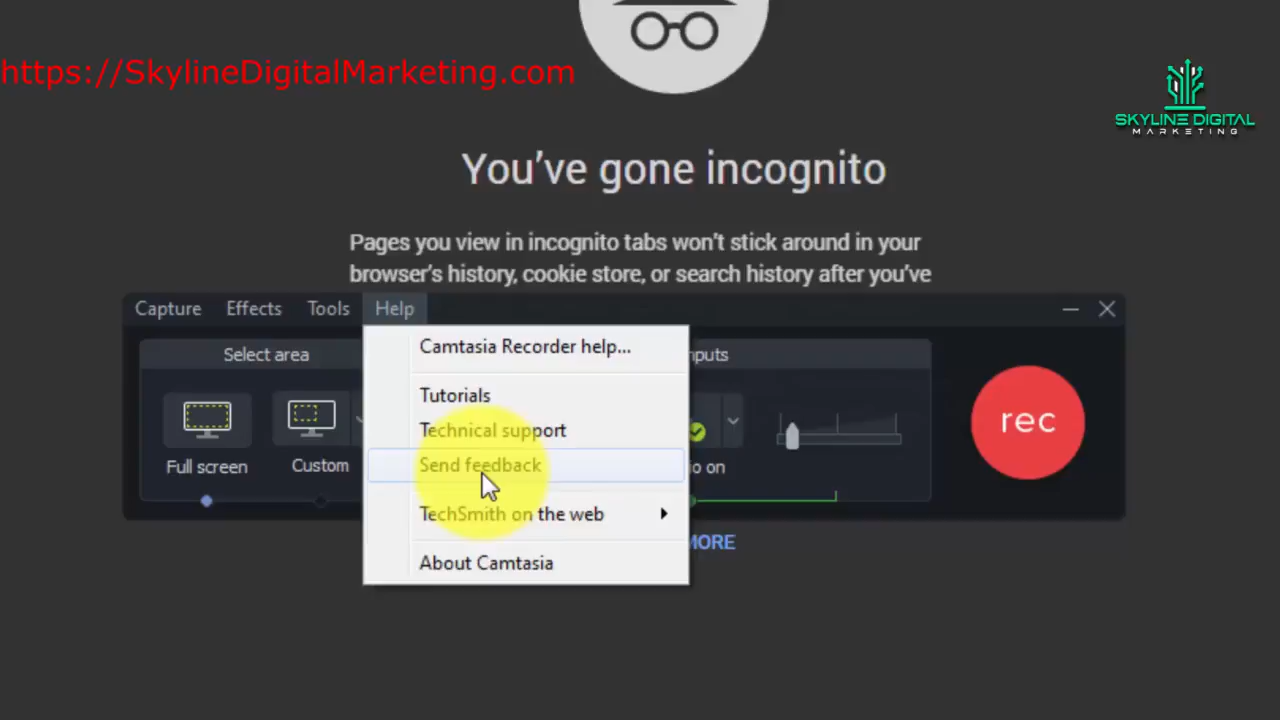 https://SkylineDigitalMarketing.com
SKYLINE DIGITAL
MARKETING
You've gone incognito
Pages you view in incognito tabs won't stick around in your
browser's history, cookie store, or search history after you've
Capture Effects Tools Help
Select area
Camtasia Recorder help...
nputs
Tutorials
Technical support
rec
Full screen
Custom
Send feedback
io on
TechSmith on the web
MORE
About Camtasia